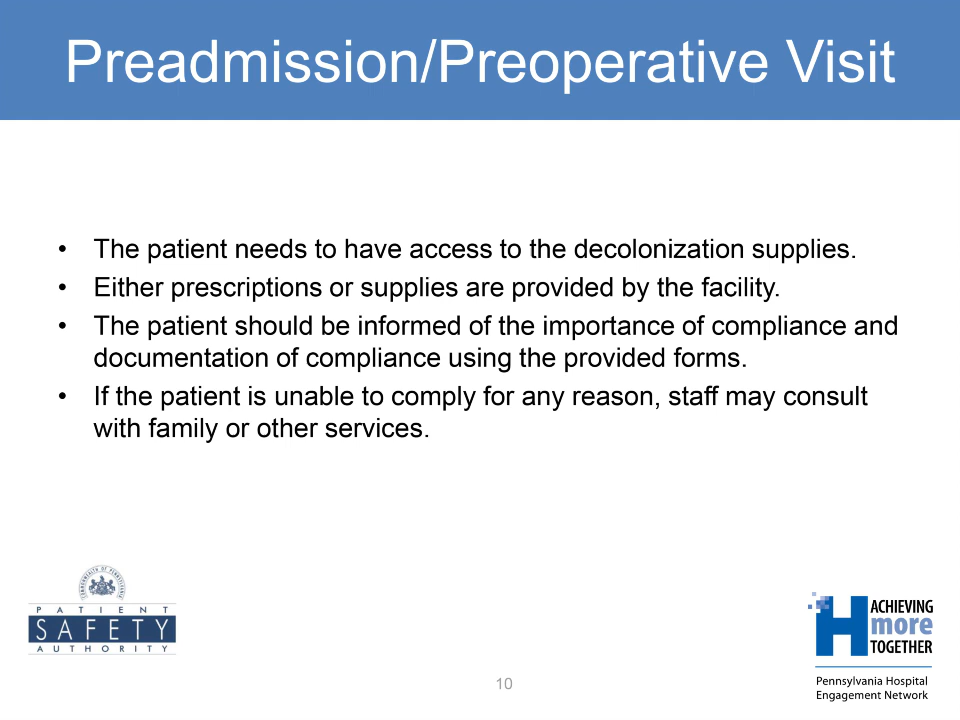 Preadmission/Preoperative Visit
• The patient needs to have access to the decolonization supplies.
• Either prescriptions or supplies are provided by the facility.
• The patient should be informed of the importance of compliance and
documentation of compliance using the provided forms.
• If the patient is unable to comply for any reason, staff may consult
with family or other services.
COMMONWEALTH OF PENNSYLVANIA
PATIENT
SAFETY
AUTHORITY
ACHIEVING
more
TOGETHER
Pennsylvania Hospital
Engagement Network
10